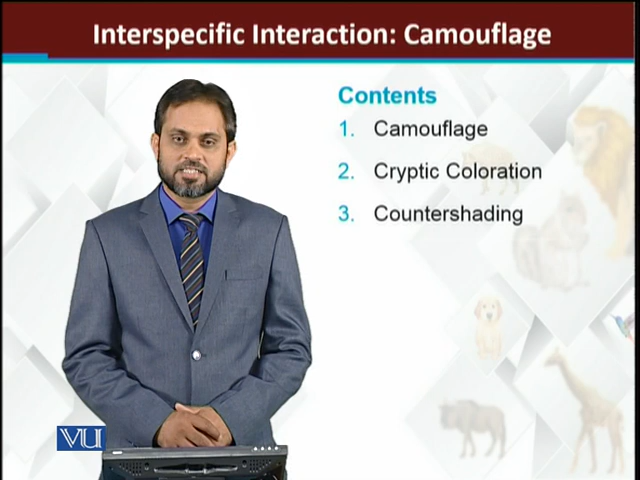 Interspecific Interaction: Camouflage
Contents
1. Camouflage
2. Cryptic Coloration
3. Countershading
VU